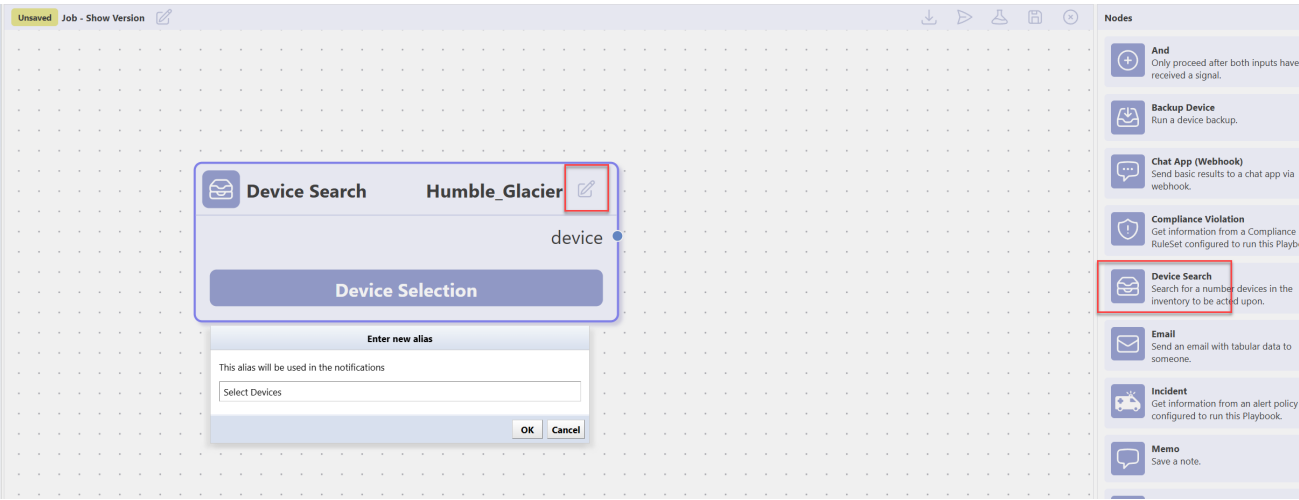 Unsaved Job - Show Version
Device Search Humble_Glacier
device
Device Selection
Enter new alias
This alias will be used in the notifications
Select Devices
OK Cancel
Nodes
And
Only proceed after both inputs have
received a signal.
Backup Device
Run a device backup.
Chat App (Webhook)
Send basic results to a chat app via
webhook.
Compliance Violation
Get information from a Compliance
RuleSet configured to run this Playbo
Device Search
Search for a number devices in the
inventory to be acted upon.
Email
Send an email with tabular data to
someone.
Incident
Get information from an alert policy
configured to run this Playbook.
Memo
Save a note.